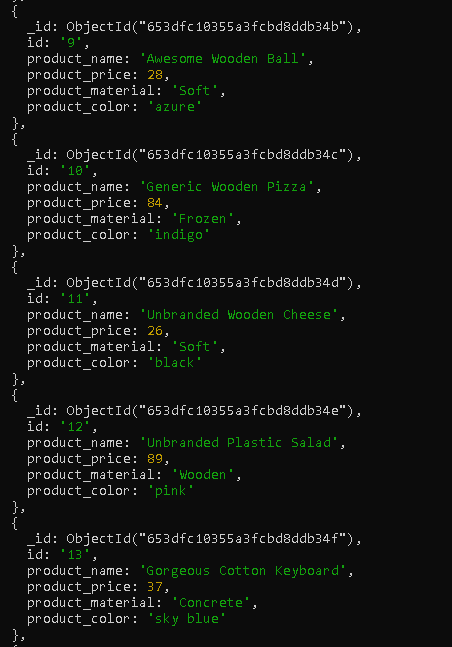 },
{
_id: ObjectId("653dfc10355a3fcbd8ddb34b"),
id: '9',
product_name: 'Awesome Wooden Ball',
product_price: 28,
product_material: 'Soft',
product_color: 'azure'
},
{
_id: ObjectId("653dfc10355a3fcbd8ddb34c"),
id: '10',
product_name: 'Generic Wooden Pizza',
product_price: 84,
product_material: 'Frozen',
product_color: 'indigo'
},
{
_id: ObjectId("653dfc10355a3fcbd8ddb34d"),
id: '11',
product_name: 'Unbranded Wooden Cheese',
product_price: 26,
product_material: 'Soft',
product_color: 'black'
},
{
_id: ObjectId("653dfc10355a3fcbd8ddb34e"),
id: '12',
product_name: 'Unbranded Plastic Salad',
product_price: 89,
product_material: 'Wooden',
product_color: 'pink'
},
{
_id: ObjectId("653dfc10355a3fcbd8ddb34f"),
id: '13',
product_name: 'Gorgeous Cotton Keyboard',
product_price: 37,
product_material: 'Concrete',
product_color: 'sky blue'
},